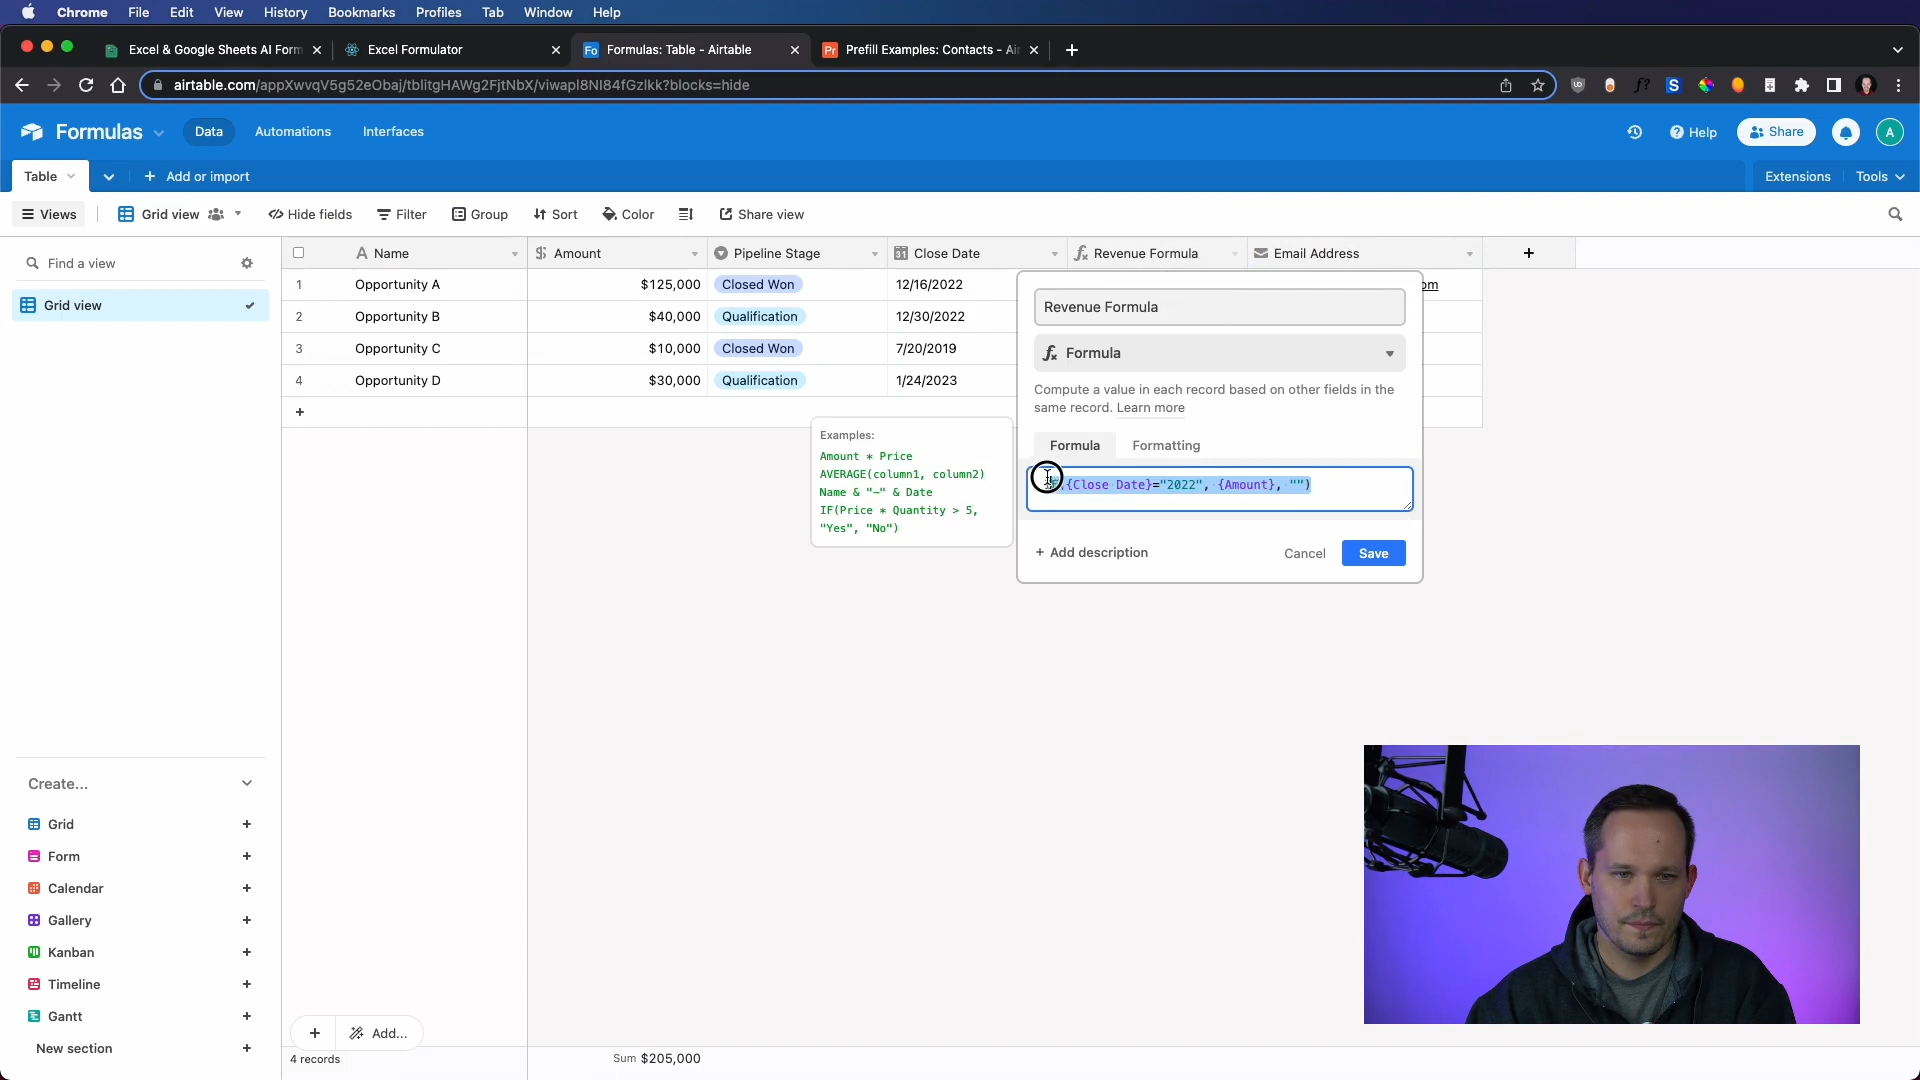 Chrome File Edit View History Bookmarks Profiles Tab Window Help
Excel & Google Sheets AI Form
Excel Formulator
Fo Formulas: Table - Airtable
Pr Prefill Examples: Contacts - Air
airtable.com/appXwvqV5g52eObaj/tblitgHAWg2FjtNbX/viwapl8NI84fGzlkk?blocks=hide
Formulas Data Automations Interfaces Help Share A
Table Add or import Extensions Tools
Views Grid view Hide fields Filter Group Sort Color Share view
Find a view
Grid view
Name Amount Pipeline Stage Close Date Revenue Formula Email Address
1 Opportunity A $125,000 Closed Won 12/16/2022 om
2 Opportunity B $40,000 Qualification 12/30/2022
3 Opportunity C $10,000 Closed Won 7/20/2019
4 Opportunity D $30,000 Qualification 1/24/2023
Revenue Formula
Formula
Compute a value in each record based on other fields in the
same record. Learn more
Formula Formatting
{Close Date}="2022", {Amount}, "")
+ Add description Cancel Save
Examples:
Amount * Price
AVERAGE(column1, column2)
Name & "-" & Date
IF(Price * Quantity > 5,
"Yes", "No")
Create...
Grid
Form
Calendar
Gallery
Kanban
Timeline
Gantt
New section
+ Add...
4 records Sum $205,000